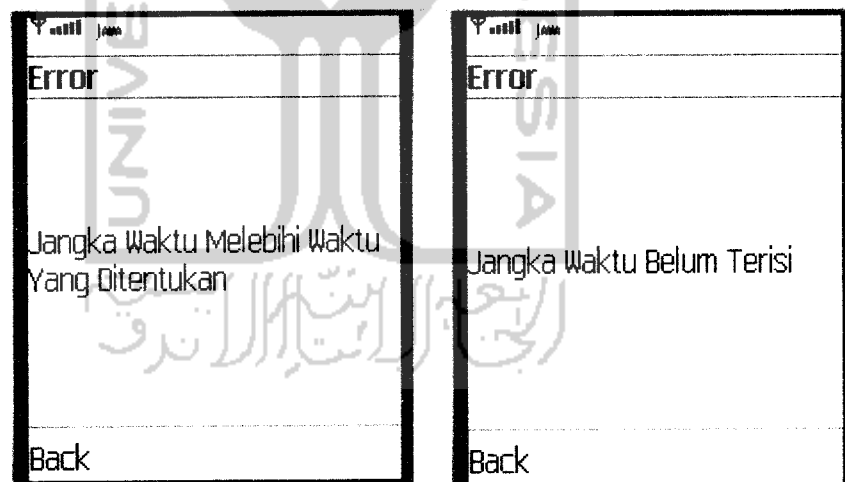 Error
Jangka Waktu Melebihi Waktu
Yang Ditentukan
Back
Error
Jangka Waktu Belum Terisi
Back